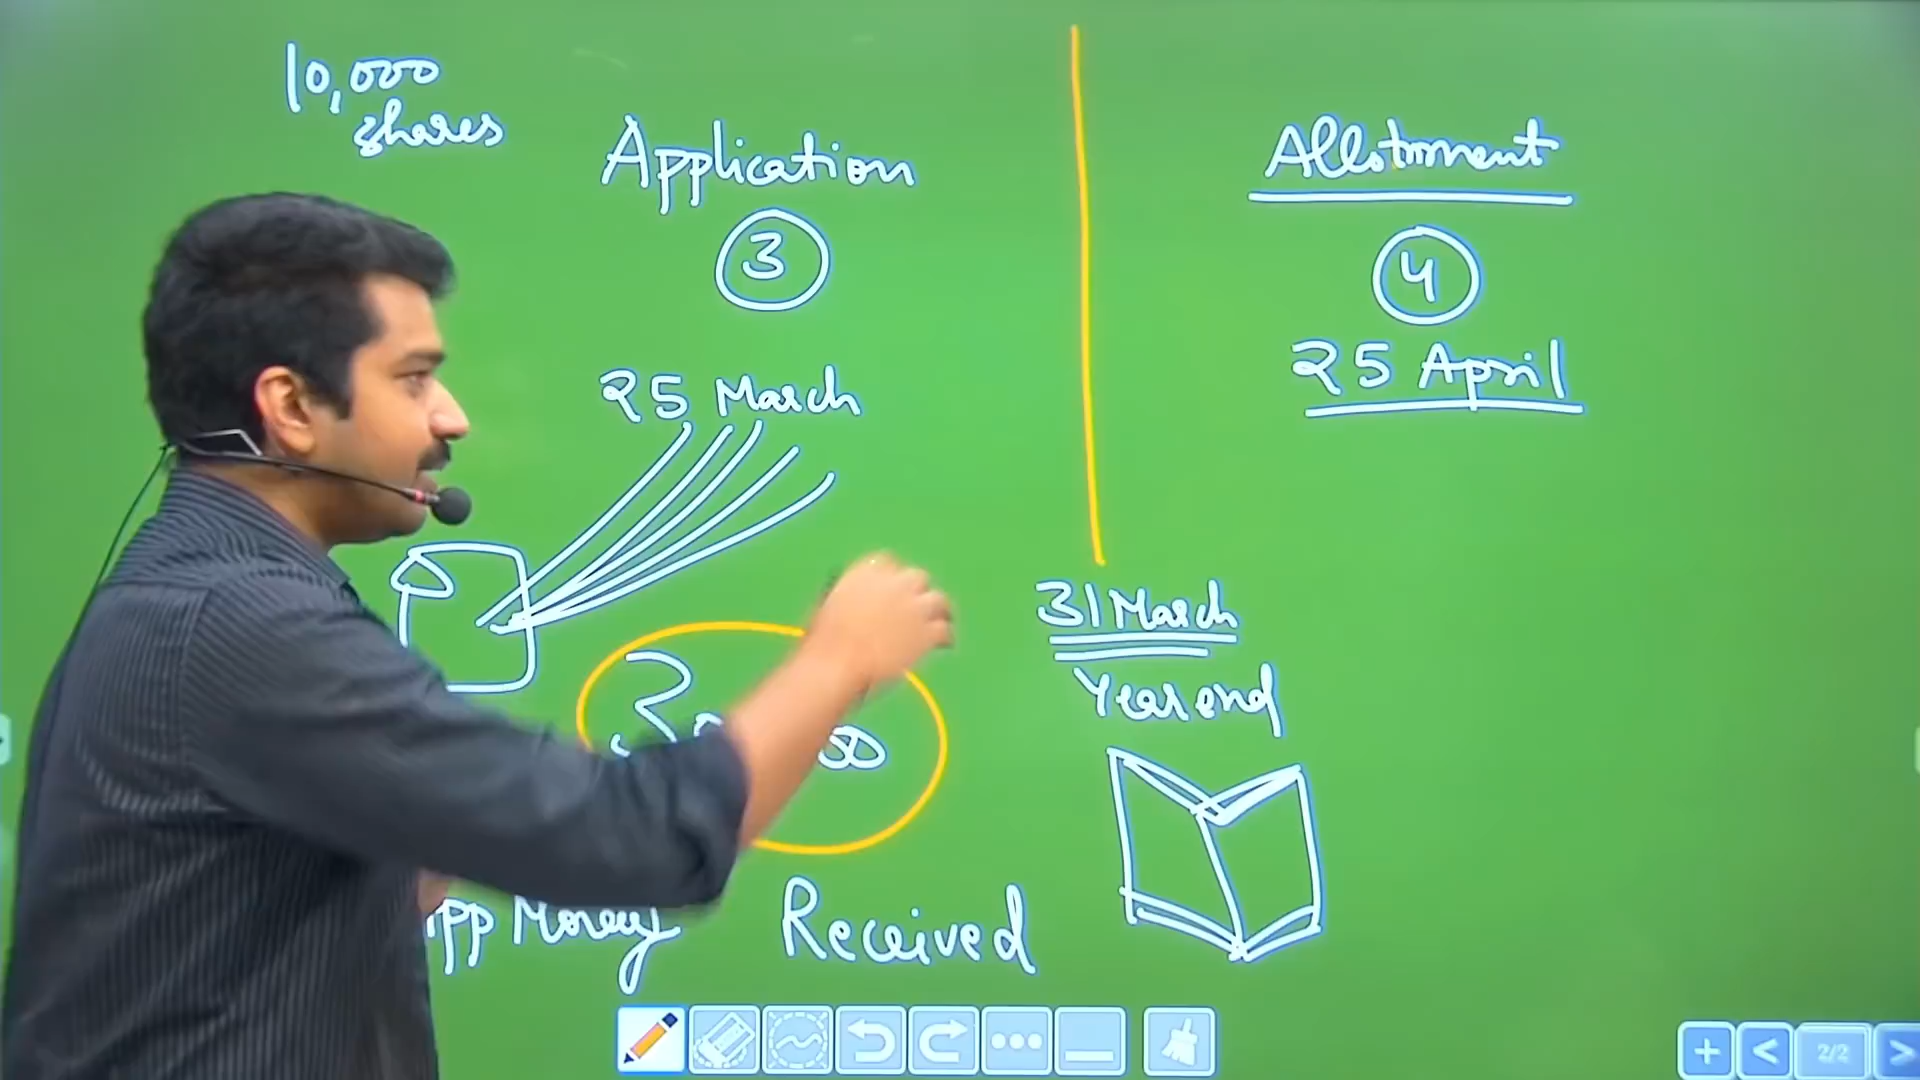 10,000
shares
Application
3
25 March
App Money Received
Allotment
4
25 April
31 March
Year end
2/2